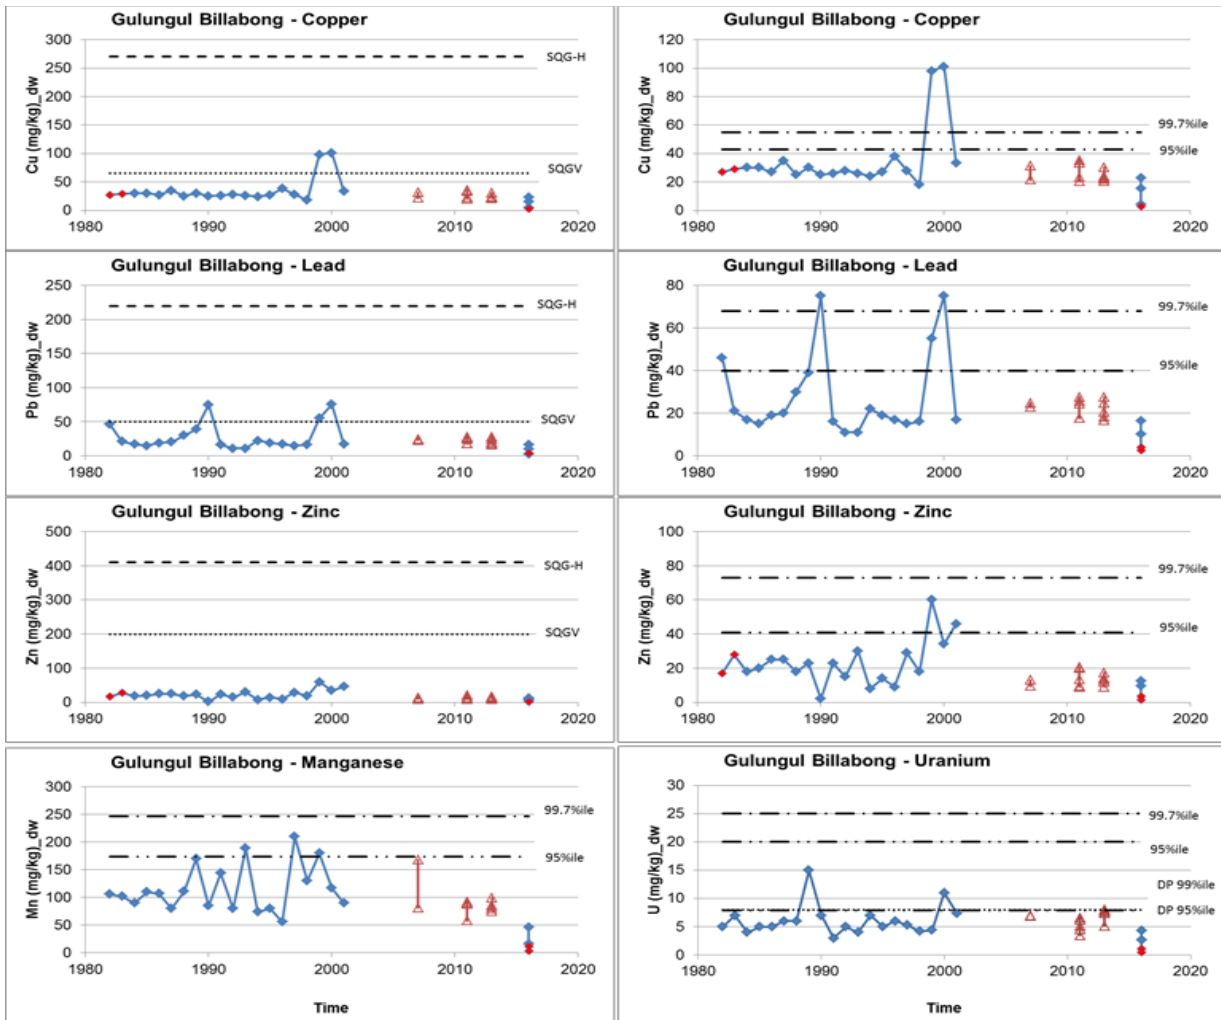 Gulungul Billabong - Copper
Cu (mg/kg)_dw
300
250
200
150
100
50
0
SQG-H
SQGV
1980 1990 2000 2010 2020
Gulungul Billabong - Copper
Cu (mg/kg)_dw
120
100
80
60
40
20
0
99.7%ile
95%ile
1980 1990 2000 2010 2020
Gulungul Billabong - Lead
Pb (mg/kg)_dw
250
200
150
100
50
0
SQG-H
SQGV
1980 1990 2000 2010 2020
Gulungul Billabong - Lead
Pb (mg/kg)_dw
80
60
40
20
0
99.7%ile
95%ile
1980 1990 2000 2010 2020
Gulungul Billabong - Zinc
Zn (mg/kg)_dw
500
400
300
200
100
0
SQG-H
SQGV
1980 1990 2000 2010 2020
Gulungul Billabong - Zinc
Zn (mg/kg)_dw
100
80
60
40
20
0
99.7%ile
95%ile
1980 1990 2000 2010 2020
Gulungul Billabong - Manganese
Mn (mg/kg)_dw
300
250
200
150
100
50
0
99.7%ile
95%ile
1980 1990 2000 2010 2020
Time
Gulungul Billabong - Uranium
U (mg/kg)_dw
30
25
20
15
10
5
0
99.7%ile
95%ile
DP 99%ile
DP 95%ile
1980 1990 2000 2010 2020
Time